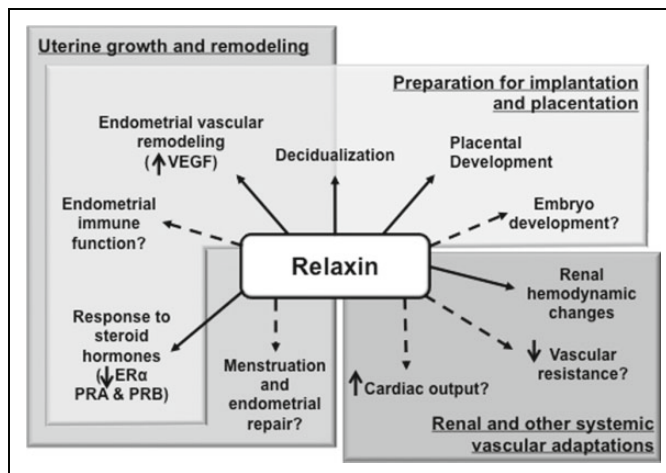 Uterine growth and remodeling
Preparation for implantation
and placentation
Endometrial vascular
remodeling
(↑ VEGF)
Decidualization
Placental
Development
Endometrial
immune
function?
Embryo
development?
Relaxin
Renal
hemodynamic
changes
Response to
steroid
hormones
(↓ERα
PRA & PRB)
Menstruation and
endometrial
repair?
↑ Cardiac output?
↓ Vascular
resistance?
Renal and other systemic
vascular adaptations